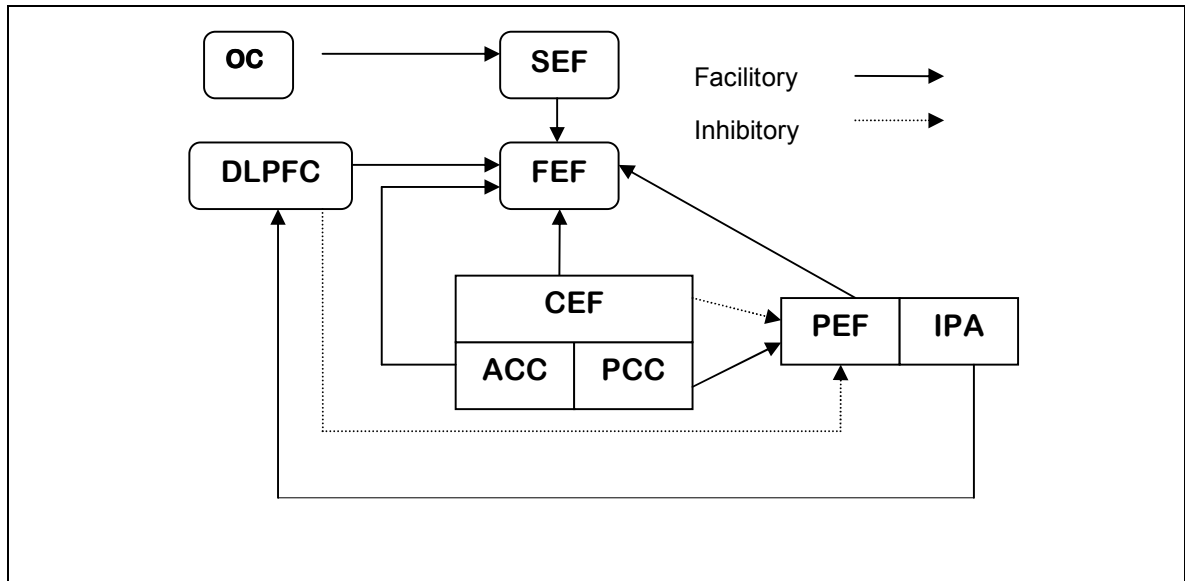 OC
SEF
Facilitory
Inhibitory
DLPFC
FEF
CEF
PEF
IPA
ACC
PCC